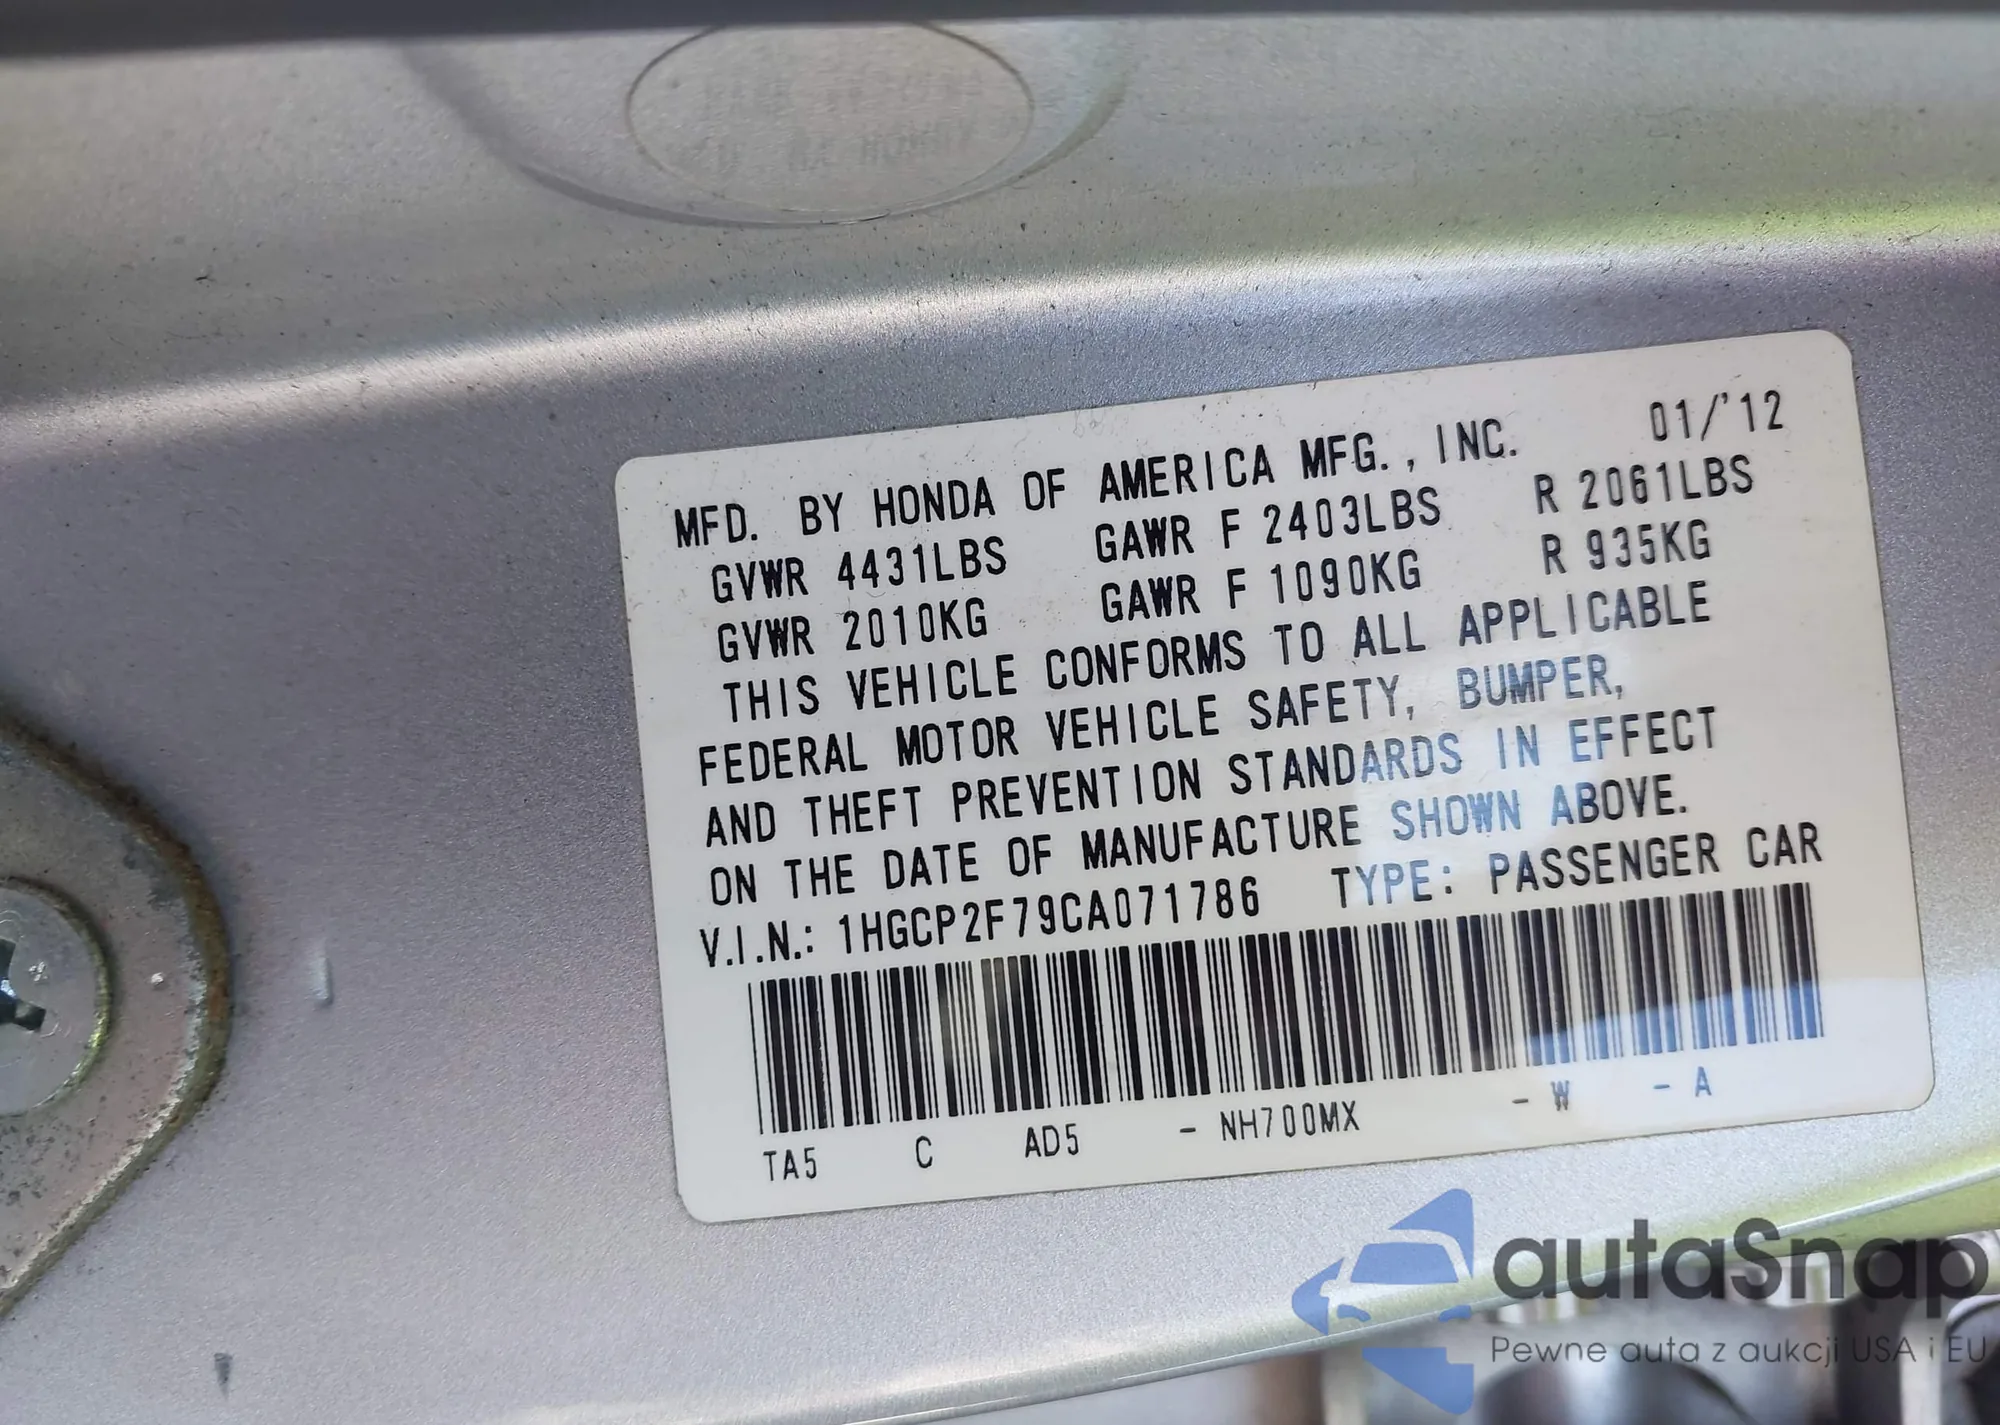 MFD. BY HONDA OF AMERICA MFG., INC. 01/'12
GVWR 4431LBS GAWR F 2403LBS R 2061LBS
GVWR 2010KG GAWR F 1090KG R 935KG
THIS VEHICLE CONFORMS TO ALL APPLICABLE
FEDERAL MOTOR VEHICLE SAFETY, BUMPER,
AND THEFT PREVENTION STANDARDS IN EFFECT
ON THE DATE OF MANUFACTURE SHOWN ABOVE.
V.I.N.: 1HGCP2F79CA071786 TYPE: PASSENGER CAR
TA5 C AD5 - NH700MX - W - A
autaSnap
Pewne auta z aukcji USA i EU